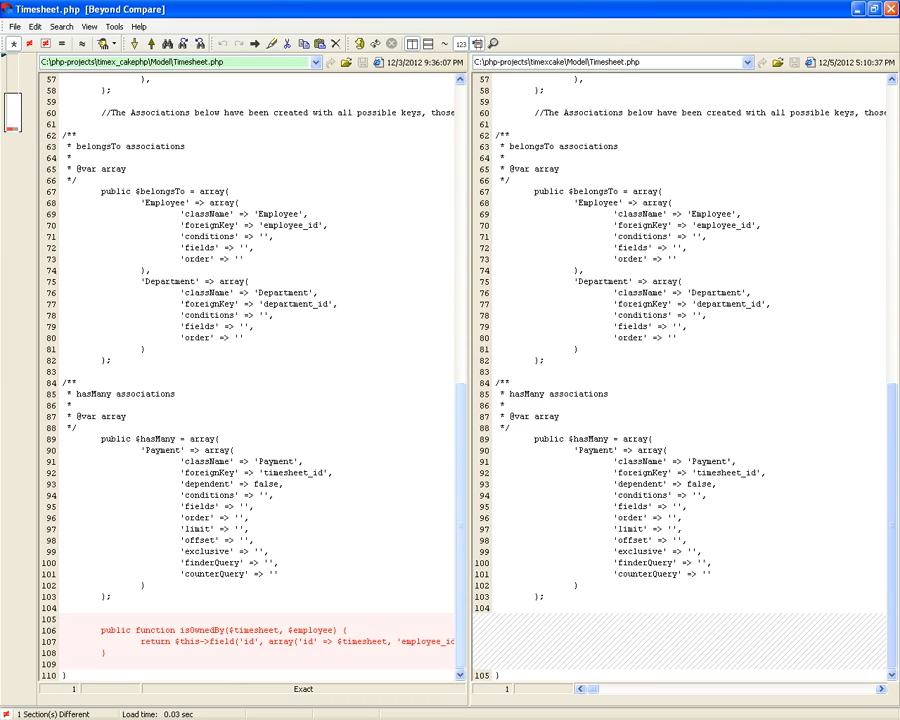 Timesheet.php [Beyond Compare]
File Edit Search View Tools Help
C:\php-projects\timex_cakephp\Model\Timesheet.php 12/3/2012 9:36:07 PM
57 ),
58 );
59
60 //The Associations below have been created with all possible keys, those
61
62 /**
63 * belongsTo associations
64 *
65 * @var array
66 */
67 public $belongsTo = array(
68 'Employee' => array(
69 'className' => 'Employee',
70 'foreignKey' => 'employee_id',
71 'conditions' => '',
72 'fields' => '',
73 'order' => ''
74 ),
75 'Department' => array(
76 'className' => 'Department',
77 'foreignKey' => 'department_id',
78 'conditions' => '',
79 'fields' => '',
80 'order' => ''
81 )
82 );
83
84 /**
85 * hasMany associations
86 *
87 * @var array
88 */
89 public $hasMany = array(
90 'Payment' => array(
91 'className' => 'Payment',
92 'foreignKey' => 'timesheet_id',
93 'dependent' => false,
94 'conditions' => '',
95 'fields' => '',
96 'order' => '',
97 'limit' => '',
98 'offset' => '',
99 'exclusive' => '',
100 'finderQuery' => '',
101 'counterQuery' => ''
102 )
103 );
104
105
106 public function isOwnedBy($timesheet, $employee) {
107 return $this->field('id', array('id' => $timesheet, 'employee_id
108 }
109
110 }
1 Exact
C:\php-projects\timexcake\Model\Timesheet.php 12/5/2012 5:10:37 PM
57 ),
58 );
59
60 //The Associations below have been created with all possible keys, those
61
62 /**
63 * belongsTo associations
64 *
65 * @var array
66 */
67 public $belongsTo = array(
68 'Employee' => array(
69 'className' => 'Employee',
70 'foreignKey' => 'employee_id',
71 'conditions' => '',
72 'fields' => '',
73 'order' => ''
74 ),
75 'Department' => array(
76 'className' => 'Department',
77 'foreignKey' => 'department_id',
78 'conditions' => '',
79 'fields' => '',
80 'order' => ''
81 )
82 );
83
84 /**
85 * hasMany associations
86 *
87 * @var array
88 */
89 public $hasMany = array(
90 'Payment' => array(
91 'className' => 'Payment',
92 'foreignKey' => 'timesheet_id',
93 'dependent' => false,
94 'conditions' => '',
95 'fields' => '',
96 'order' => '',
97 'limit' => '',
98 'offset' => '',
99 'exclusive' => '',
100 'finderQuery' => '',
101 'counterQuery' => ''
102 )
103 );
104
105 }
1
1 Section(s) Different Load time: 0.03 sec